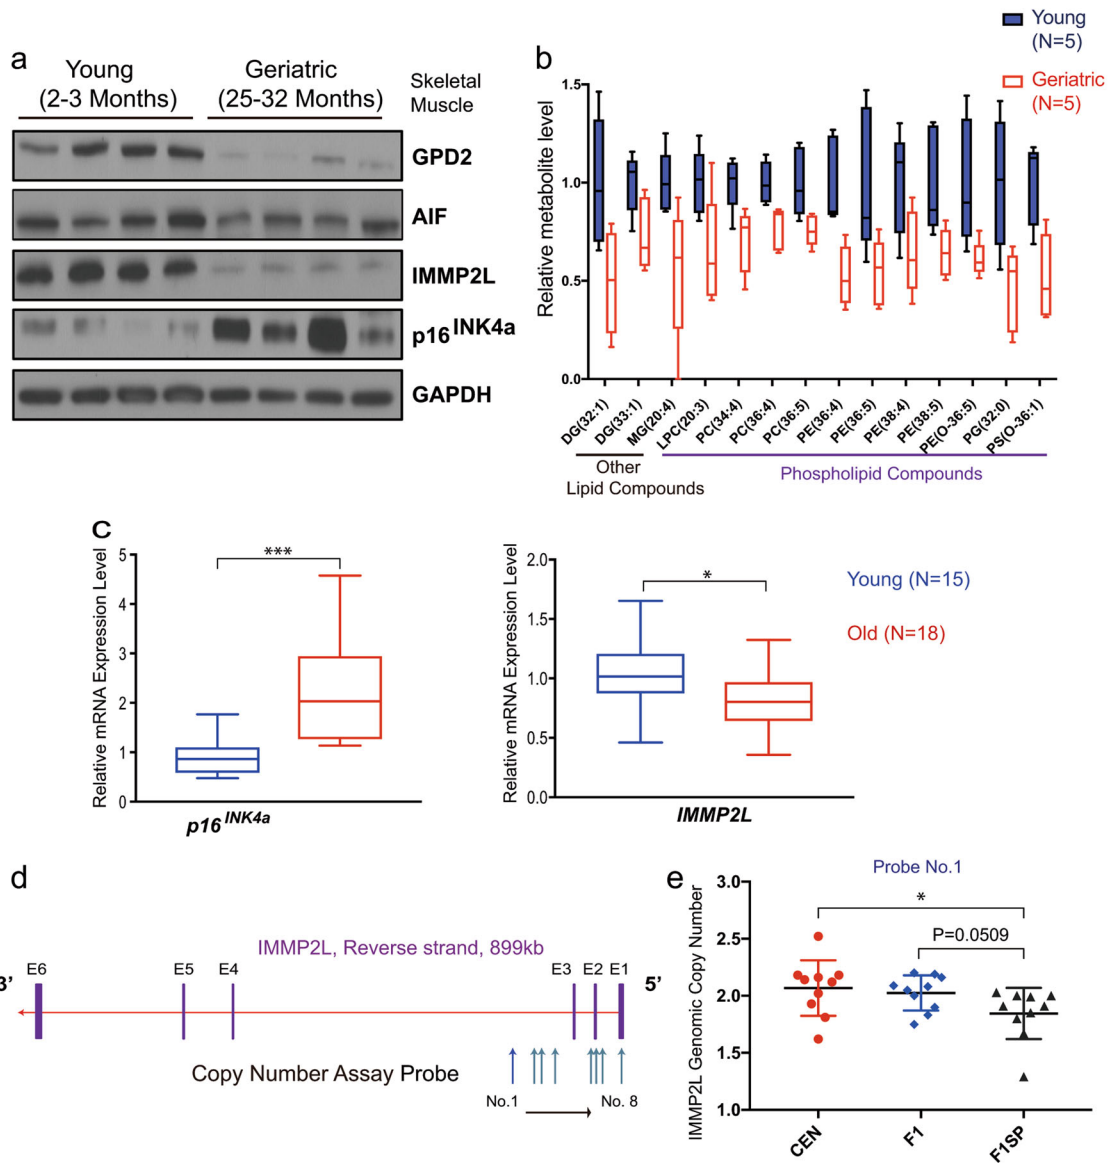 a
Young
(2-3 Months)
Geriatric
(25-32 Months)
Skeletal
Muscle
GPD2
AIF
IMMP2L
p16 INK4a
GAPDH
b
Young
(N=5)
Geriatric
(N=5)
Relative metabolite level
1.5
1.0
0.5
0.0
DG(32:1)
DG(33:1)
MG(20:4)
LPC(20:3)
PC(34:4)
PC(36:4)
PC(36:5)
PE(36:4)
PE(36:5)
PE(38:4)
PE(38:5)
PE(O-36:5)
PG(32:0)
PS(O-36:1)
Other
Lipid Compounds
Phospholipid Compounds
c
Relative mRNA Expression Level
5
4
3
2
1
0
***
p16 INK4a
Relative mRNA Expression Level
2.0
1.5
1.0
0.5
0.0
*
IMMP2L
Young (N=15)
Old (N=18)
d
IMMP2L, Reverse strand, 899kb
3'
E6
E5
E4
E3
E2
E1
5'
Copy Number Assay Probe
No.1
No. 8
e
Probe No.1
IMMP2L Genomic Copy Number
3.0
2.5
2.0
1.5
1.0
*
P=0.0509
CEN
F1
F1SP